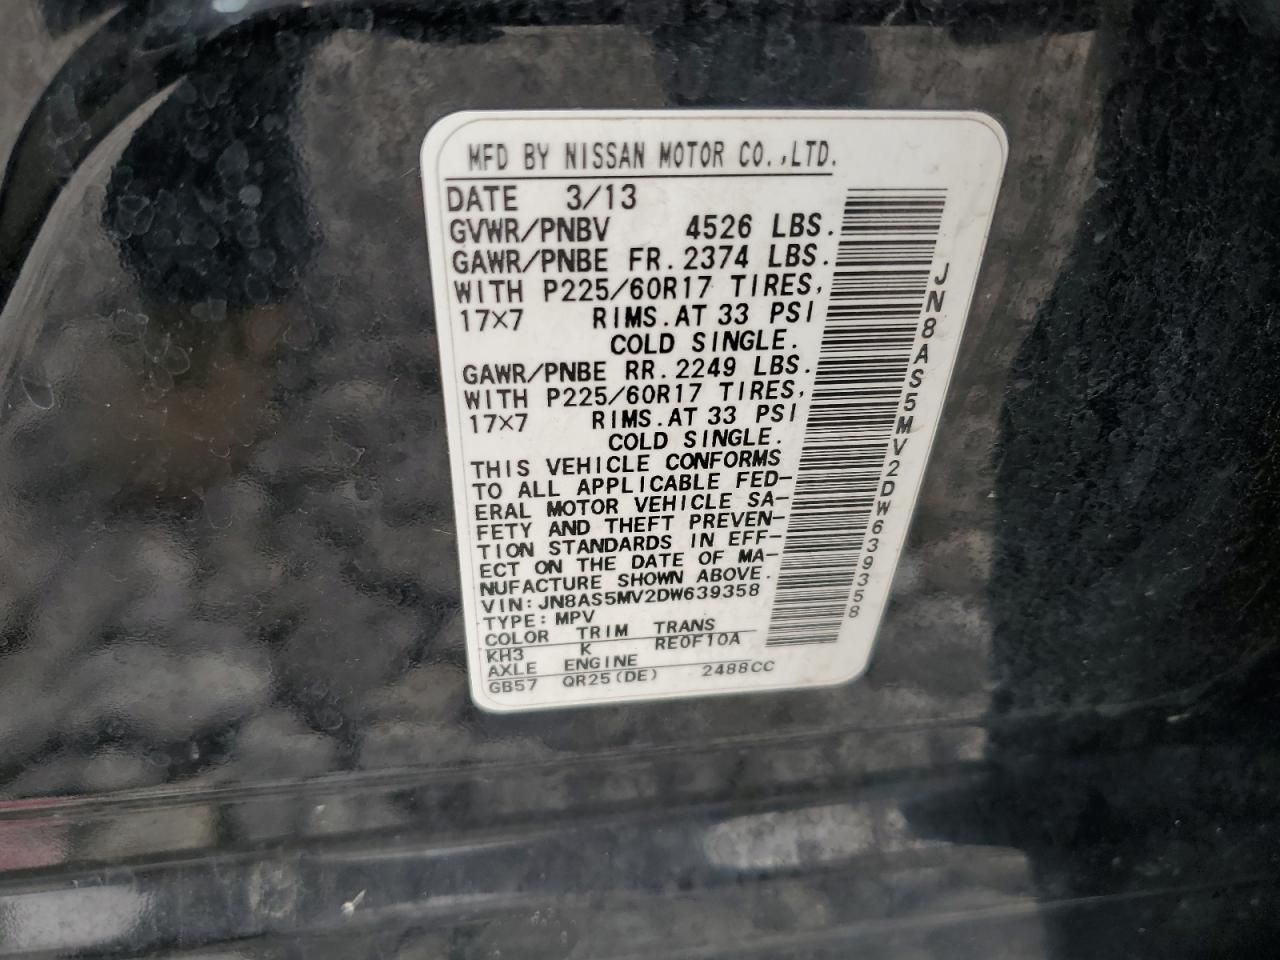 MFD BY NISSAN MOTOR CO.,LTD.
DATE 3/13
GVWR/PNBV 4526 LBS.
GAWR/PNBE FR. 2374 LBS.
WITH P225/60R17 TIRES,
17×7 RIMS. AT 33 PSI
COLD SINGLE.
GAWR/PNBE RR. 2249 LBS.
WITH P225/60R17 TIRES,
17×7 RIMS. AT 33 PSI
COLD SINGLE.
THIS VEHICLE CONFORMS
TO ALL APPLICABLE FED-
ERAL MOTOR VEHICLE SA-
FETY AND THEFT PREVEN-
TION STANDARDS IN EFF-
ECT ON THE DATE OF MA-
NUFACTURE SHOWN ABOVE.
VIN: JN8AS5MV2DW639358
TYPE: MPV
COLOR TRIM TRANS
KH3 K RE0F10A
AXLE ENGINE
GB57 QR25(DE) 2488CC
JN8AS5MV2DW639358